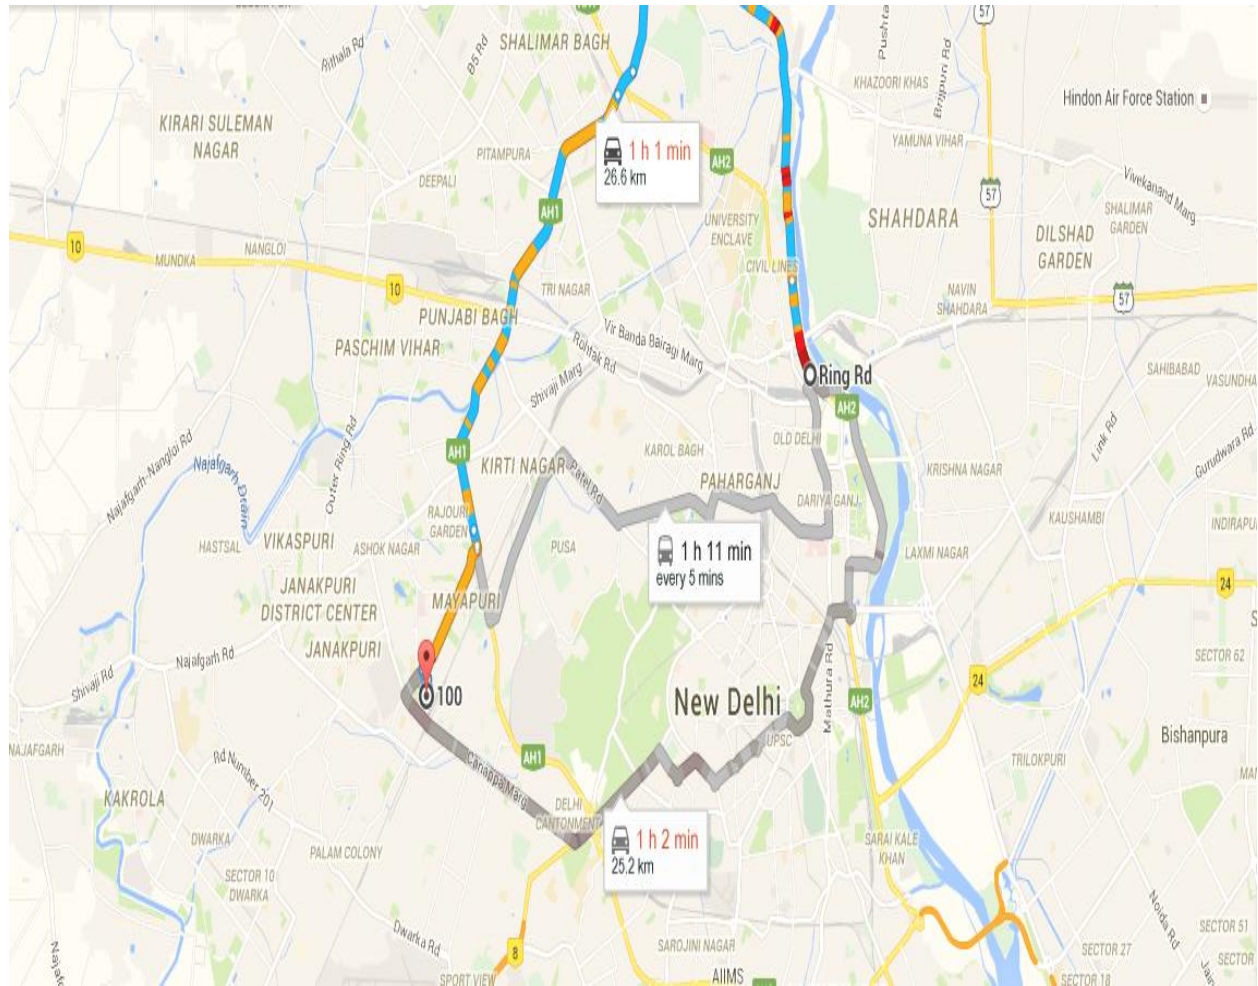 SHALIMAR BAGH
57
Pushta
KHAZOORI KHAS
Brijpuri Rd
Hindon Air Force Station
Rithala Rd
B5 Rd
KIRARI SULEMAN
NAGAR
PITAMPURA
1 h 1 min
26.6 km
AH2
YAMUNA VIHAR
DEEPALI
57
Vivekanand Marg
AH1
UNIVERSITY
ENCLAVE
SHAHDARA
SHALIMAR
GARDEN
DILSHAD
GARDEN
10
NANGLOI
MUNDKA
CIVIL LINES
10
TRI NAGAR
NAVIN
SHAHDARA
57
PUNJABI BAGH
PASCHIM VIHAR
Vir Banda Bairagi Marg
Rohtak Rd
Shivaji Marg
Ring Rd
SAHIBABAD
VASUNDHA
AH2
Link Rd
AH1
KIRTI NAGAR
KAROL BAGH
OLD DELHI
Gurudwara Rd
Najafgarh-Nangloi Rd
Najafgarh Drain
Outer Ring Rd
Patel Rd
PAHARGANJ
KRISHNA NAGAR
DARIYA GANJ
RAJOURI
GARDEN
KAUSHAMBI
INDIRAPU
HASTSAL
VIKASPURI
ASHOK NAGAR
PUSA
1 h 11 min
every 5 mins
LAXMI NAGAR
JANAKPURI
DISTRICT CENTER
MAYAPURI
24
JANAKPURI
Najafgarh Rd
Shivaji Rd
SECTOR 62
24
100
New Delhi
Mathura Rd
AH2
NAJAFGARH
UPSC
Bishanpura
AH1
Cariappa Marg
TRILOKPURI
Rd Number 201
KAKROLA
DELHI
CANTONMENT
DWARKA
PALAM COLONY
1 h 2 min
25.2 km
SARAI KALE
KHAN
SECTOR 10
DWARKA
Dwarka Rd
Noida Rd
SECTOR 51
SECTOR
8
SAROJINI NAGAR
SECTOR 27
SPORT VIEW
AIIMS
SECTOR 18